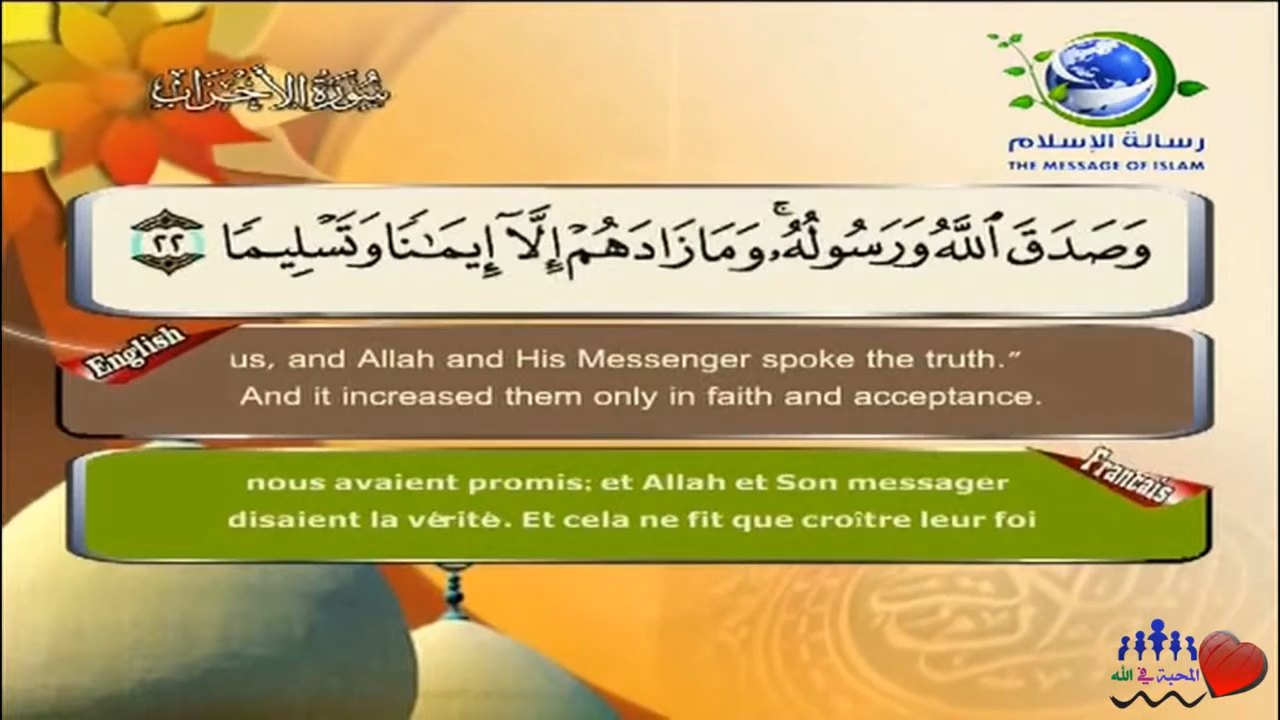 سورة الأحزاب
رسالة الإسلام
THE MESSAGE OF ISLAM
وَصَدَقَ ٱللَّهُ وَرَسُولُهُۥۚ وَمَا زَادَهُمْ إِلَّآ إِيمَـٰنًا وَتَسْلِيمًا ٢٢
English
us, and Allah and His Messenger spoke the truth.”
And it increased them only in faith and acceptance.
Francais
nous avaient promis; et Allah et Son messager
disaient la vérité. Et cela ne fit que croître leur foi
المحبة في الله